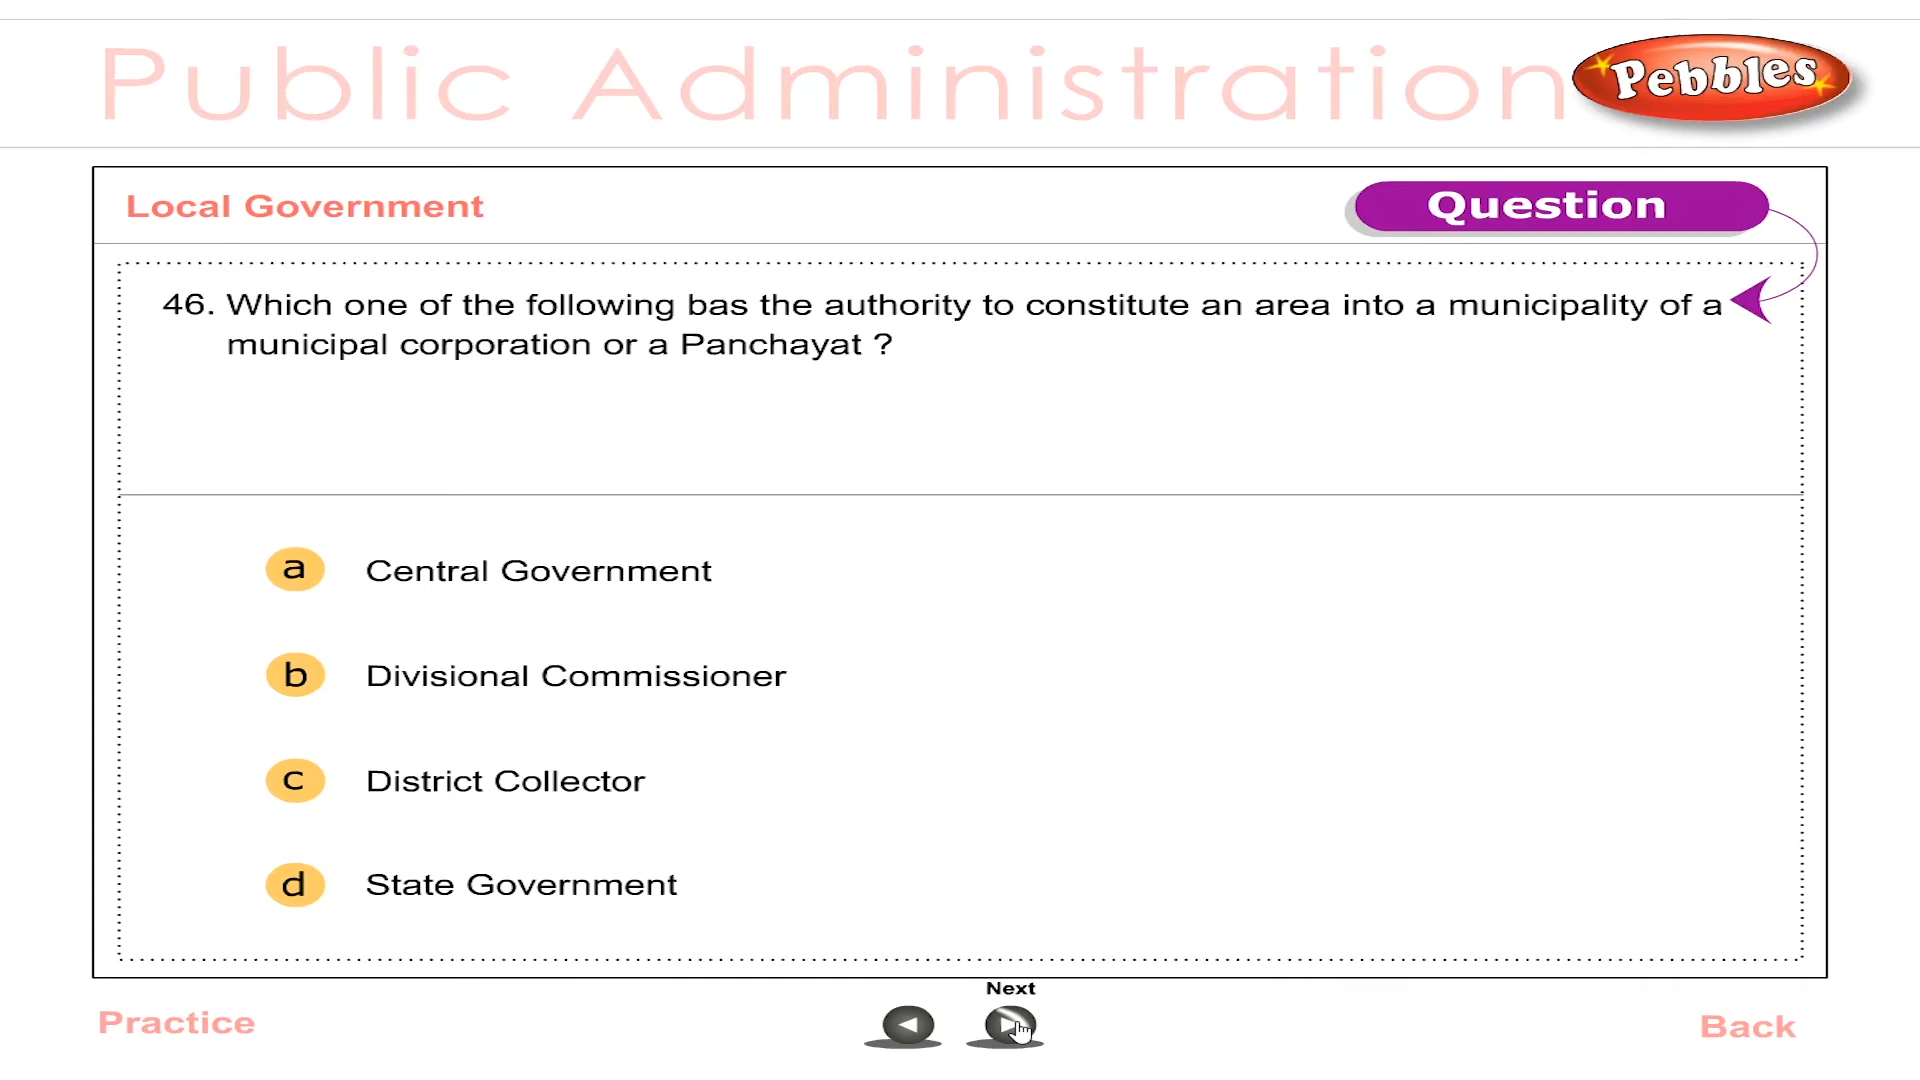 Public Administration
Pebbles
Local Government
Question
46. Which one of the following bas the authority to constitute an area into a municipality of a
municipal corporation or a Panchayat ?
a Central Government
b Divisional Commissioner
c District Collector
d State Government
Next
Practice
Back